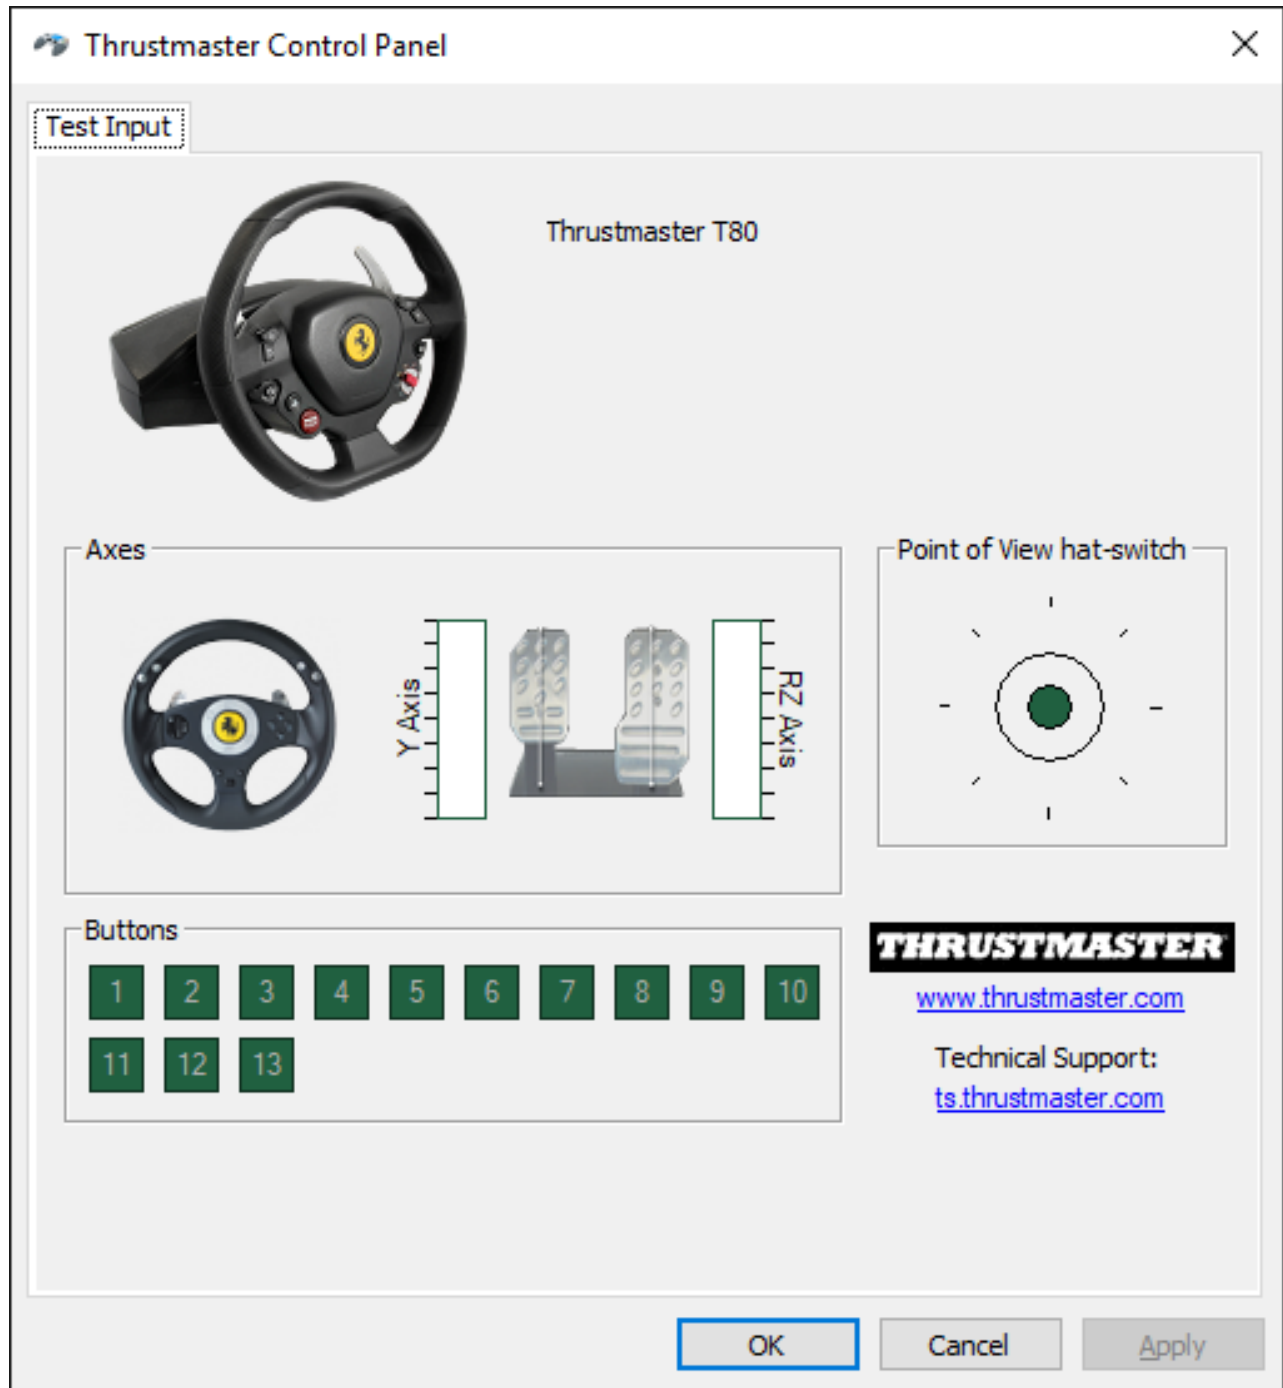 Thrustmaster Control Panel
Test Input
Thrustmaster T80
Axes
Y Axis
RZ Axis
Point of View hat-switch
Buttons
1 2 3 4 5 6 7 8 9 10
11 12 13
THRUSTMASTER
www.thrustmaster.com
Technical Support:
ts.thrustmaster.com
OK Cancel Apply